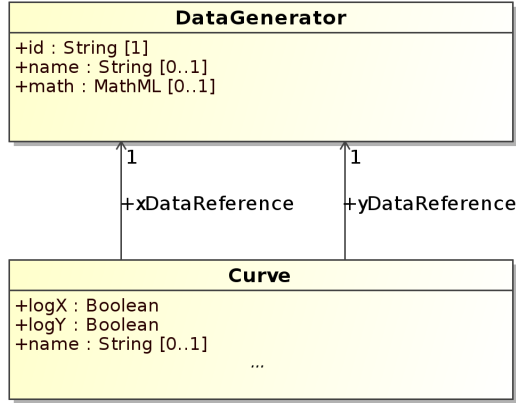 DataGenerator
+id : String [1]
+name : String [0..1]
+math : MathML [0..1]
1
1
+xDataReference
+yDataReference
Curve
+logX : Boolean
+logY : Boolean
+name : String [0..1]
...